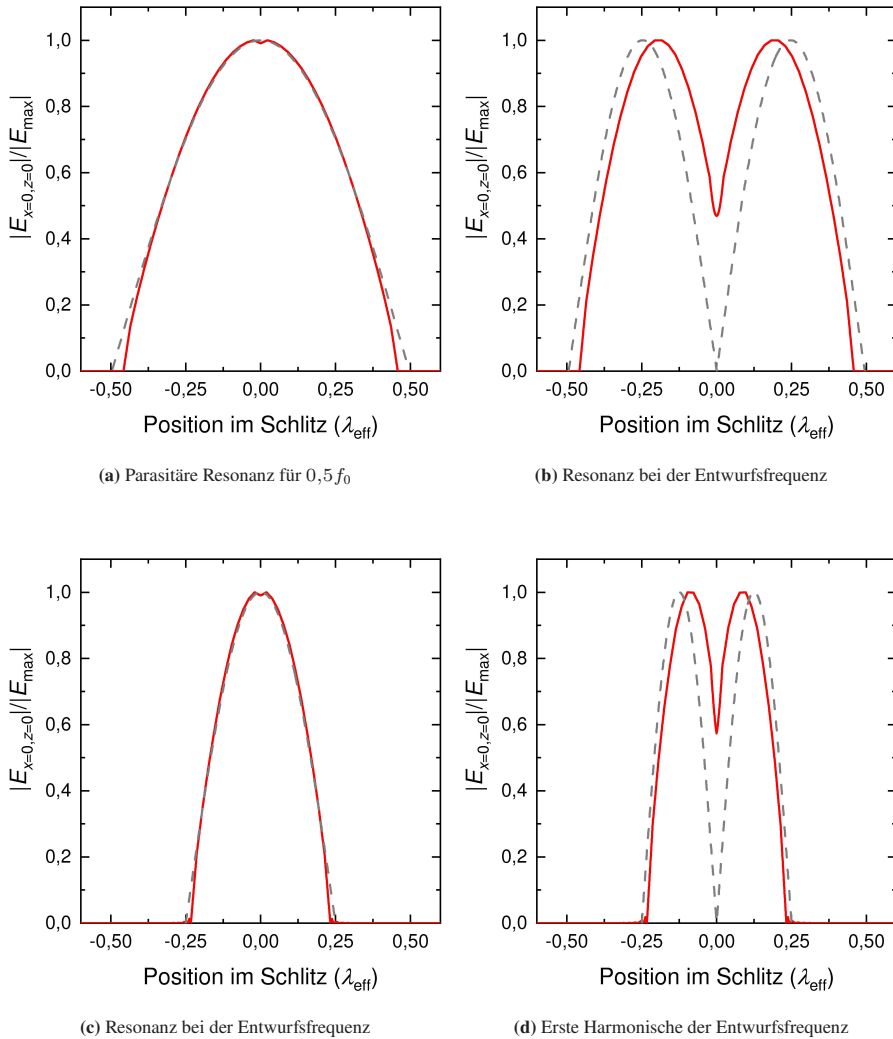 1,0
0,8
0,6
0,4
0,2
0,0
|E_{x=0,z=0}|/|E_{max}|
-0,50 -0,25 0,00 0,25 0,50
Position im Schlitz (λ_{eff})
(a) Parasitäre Resonanz für 0,5f_0
1,0
0,8
0,6
0,4
0,2
0,0
|E_{x=0,z=0}|/|E_{max}|
-0,50 -0,25 0,00 0,25 0,50
Position im Schlitz (λ_{eff})
(b) Resonanz bei der Entwurfsfrequenz
1,0
0,8
0,6
0,4
0,2
0,0
|E_{x=0,z=0}|/|E_{max}|
-0,50 -0,25 0,00 0,25 0,50
Position im Schlitz (λ_{eff})
(c) Resonanz bei der Entwurfsfrequenz
1,0
0,8
0,6
0,4
0,2
0,0
|E_{x=0,z=0}|/|E_{max}|
-0,50 -0,25 0,00 0,25 0,50
Position im Schlitz (λ_{eff})
(d) Erste Harmonische der Entwurfsfrequenz